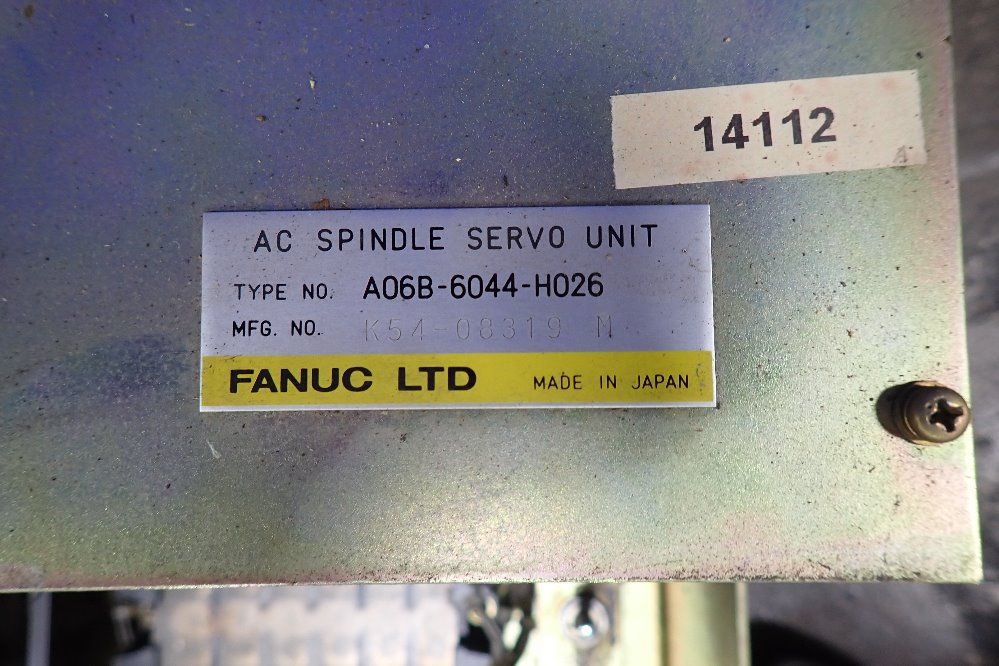 14112
AC SPINDLE SERVO UNIT
TYPE NO. A06B-6044-H026
MFG. NO. K54-08319 M
FANUC LTD MADE IN JAPAN